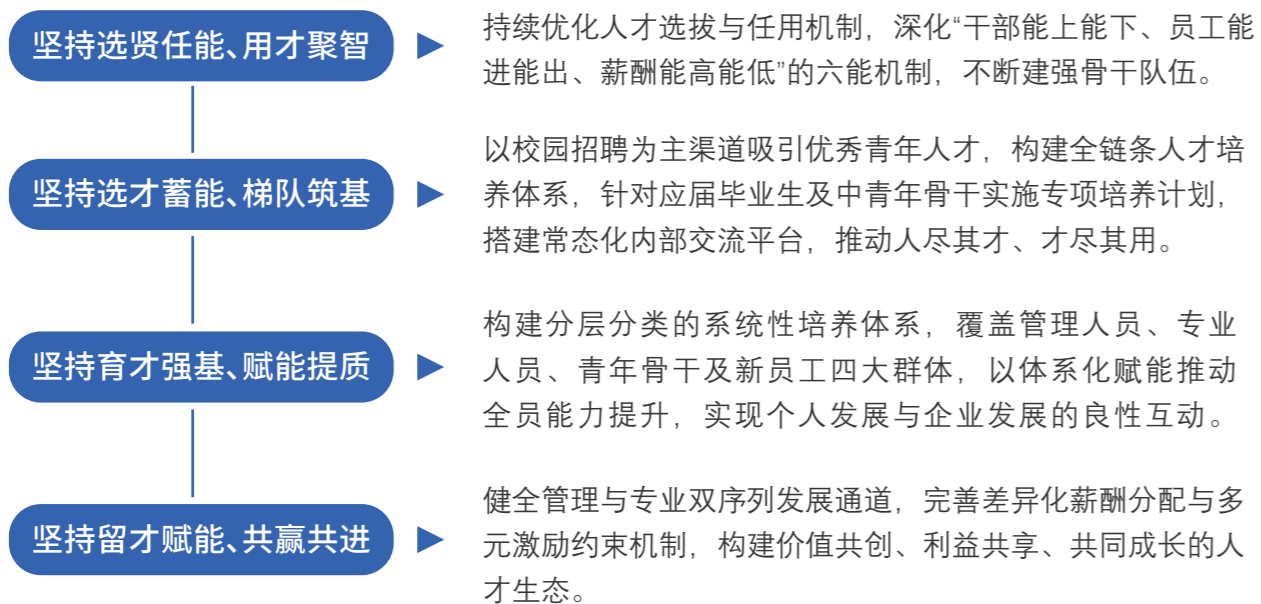 坚持选贤任能、用才聚智
持续优化人才选拔与任用机制，深化“干部能上能下、员工能
进能出、薪酬能高能低”的六能机制，不断建强骨干队伍。
坚持选才蓄能、梯队筑基
以校园招聘为主渠道吸引优秀青年人才，构建全链条人才培
养体系，针对应届毕业生及中青年骨干实施专项培养计划，
搭建常态化内部交流平台，推动人尽其才、才尽其用。
坚持育才强基、赋能提质
构建分层分类的系统性培养体系，覆盖管理人员、专业
人员、青年骨干及新员工四大群体，以体系化赋能推动
全员能力提升，实现个人发展与企业发展的良性互动。
坚持留才赋能、共赢共进
健全管理与专业双序列发展通道，完善差异化薪酬分配与多
元激励约束机制，构建价值共创、利益共享、共同成长的人
才生态。